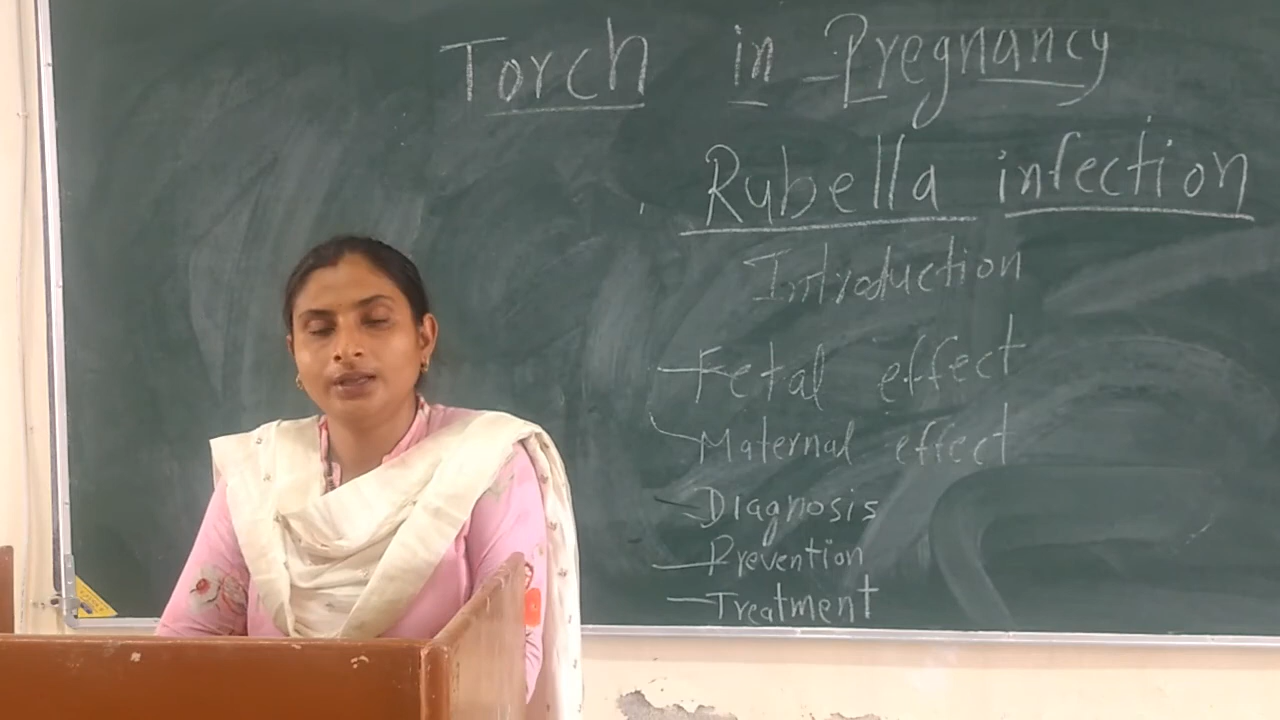 Torch in Pregnancy
Rubella infection
Introduction
- Fetal effect
- Maternal effect
- Diagnosis
- Prevention
- Treatment